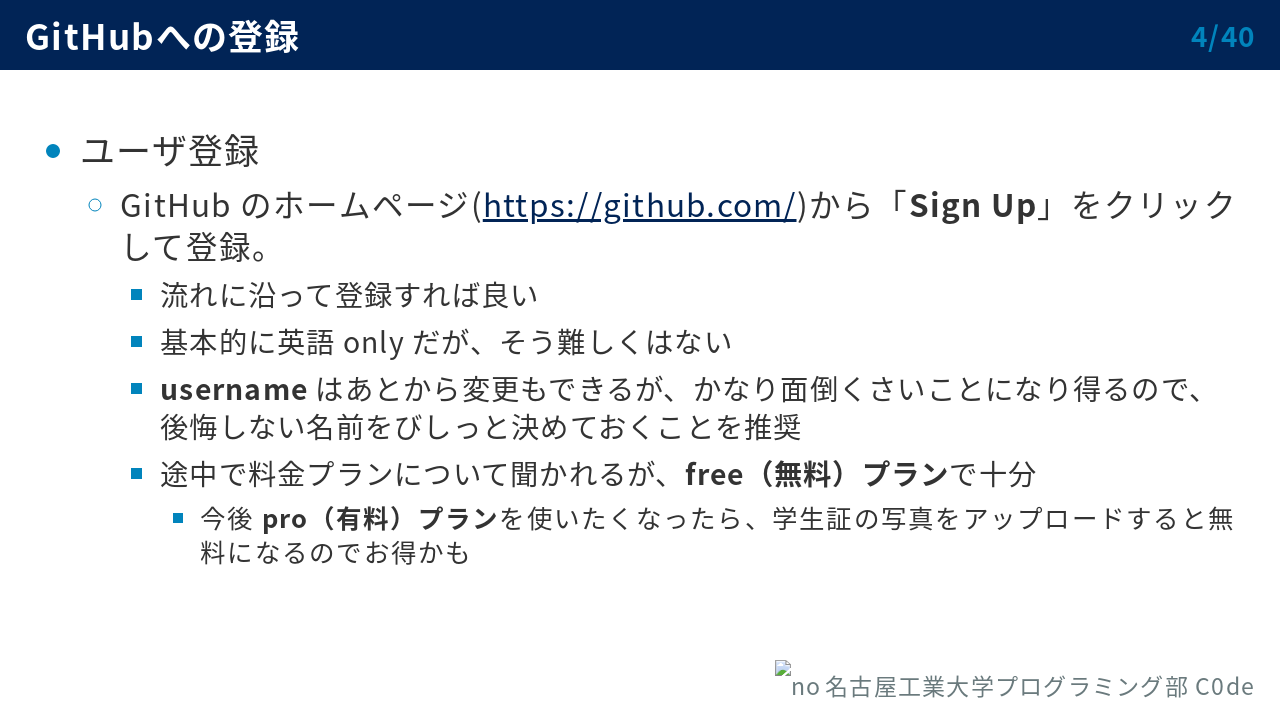 GitHubへの登録
4/40
ユーザ登録
GitHub のホームページ(https://github.com/)から「Sign Up」をクリック
して登録。
流れに沿って登録すれば良い
基本的に英語 only だが、そう難しくはない
username はあとから変更もできるが、かなり面倒くさいことになり得るので、
後悔しない名前をびしっと決めておくことを推奨
途中で料金プランについて聞かれるが、free（無料）プランで十分
今後 pro（有料）プランを使いたくなったら、学生証の写真をアップロードすると無
料になるのでお得かも
no 名古屋工業大学プログラミング部 C0de